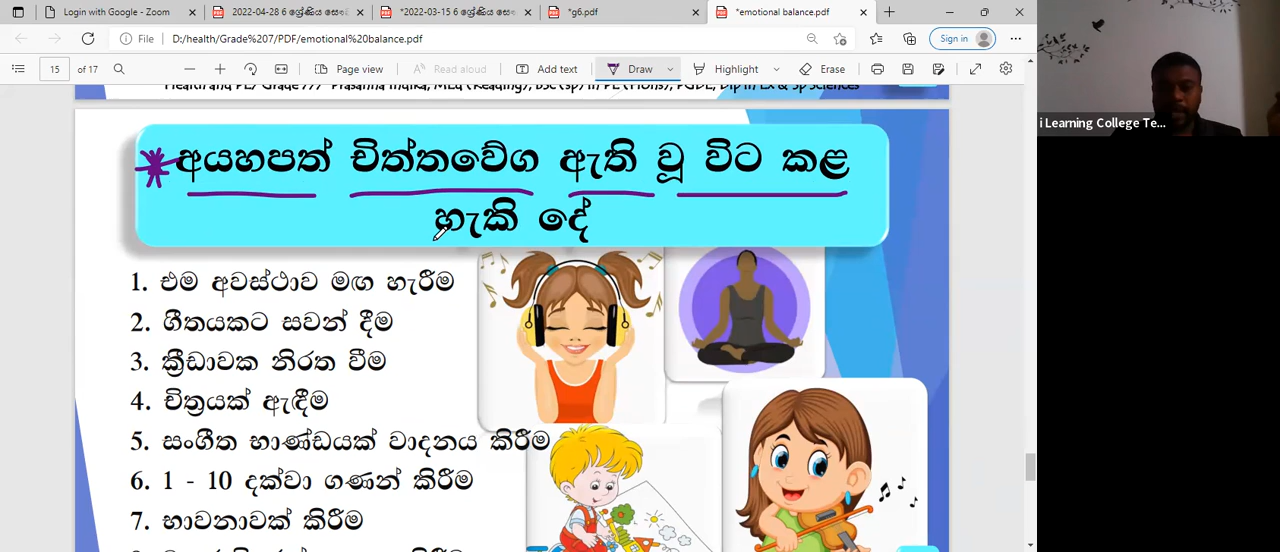 Login with Google - Zoom
2022-04-28 6 ශ්‍රේණිය සෞ
*2022-03-15 6 ශ්‍රේණිය සෞ
*g6.pdf
*emotional balance.pdf
File D:/health/Grade%207/PDF/emotional%20balance.pdf
Sign in
15 of 17
Page view
Read aloud
Add text
Draw
Highlight
Erase
i Learning College Te...
අයහපත් චිත්තවේග ඇති වූ විට කළ
හැකි දේ
1. එම අවස්ථාව මඟ හැරීම
2. ගීතයකට සවන් දීම
3. ක්‍රීඩාවක නිරත වීම
4. චිත්‍රයක් ඇඳීම
5. සංගීත භාණ්ඩයක් වාදනය කිරීම
6. 1 - 10 දක්වා ගණන් කිරීම
7. භාවනාවක් කිරීම